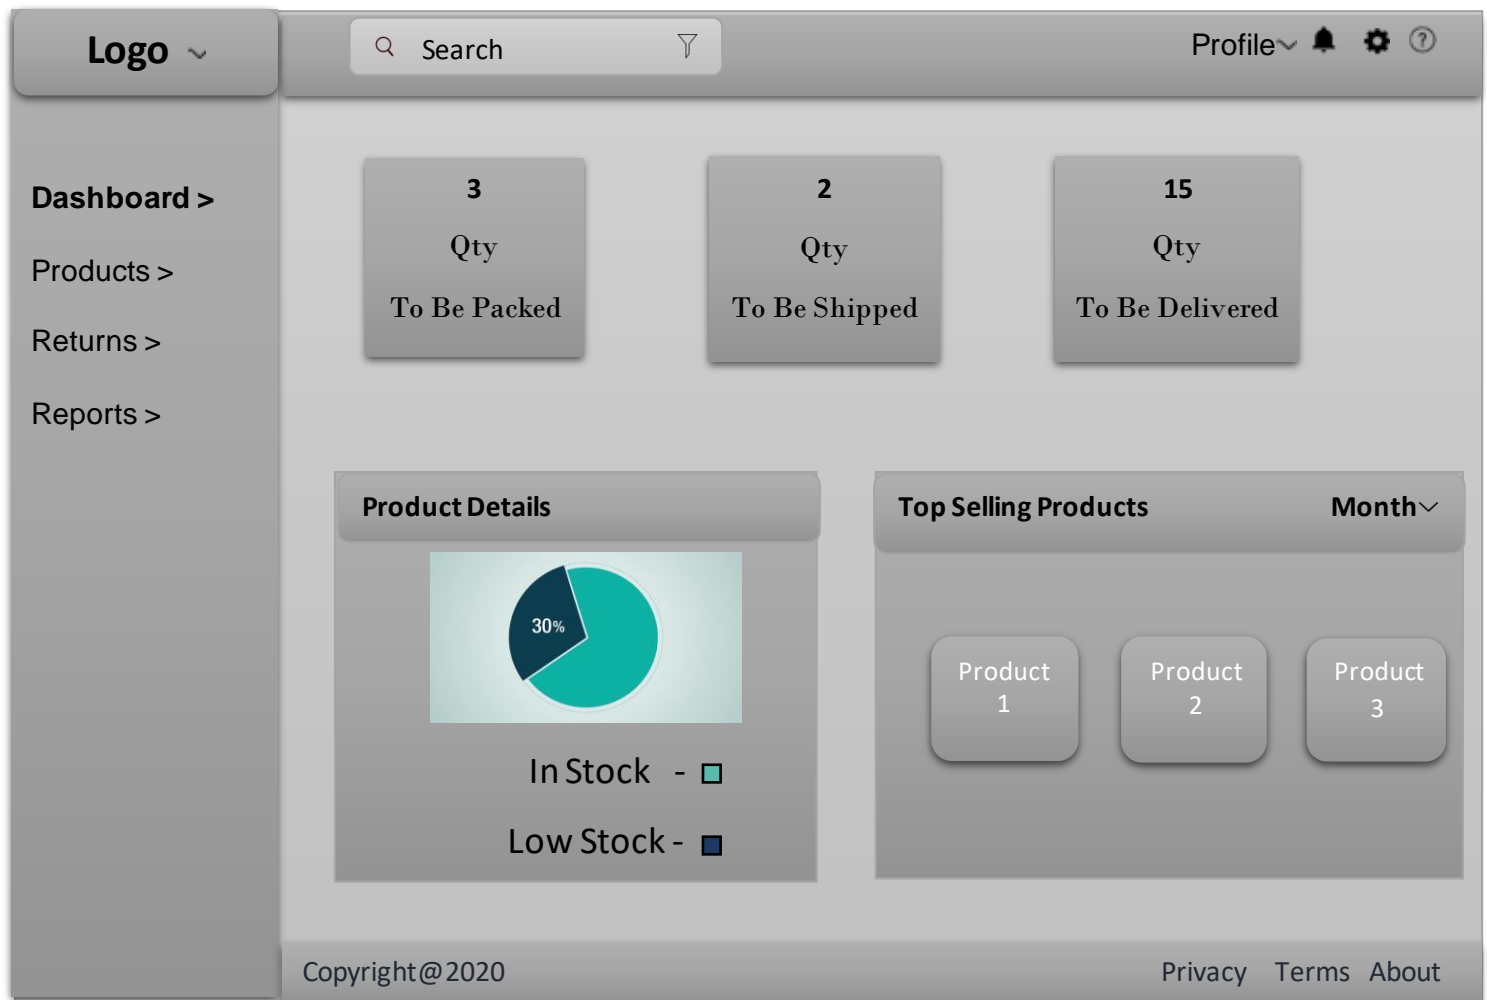 Logo
Search
Profile
Dashboard >
Products >
Returns >
Reports >
3
Qty
To Be Packed
2
Qty
To Be Shipped
15
Qty
To Be Delivered
Product Details
30%
In Stock -
Low Stock -
Top Selling Products Month
Product
1
Product
2
Product
3
Copyright@2020
Privacy Terms About